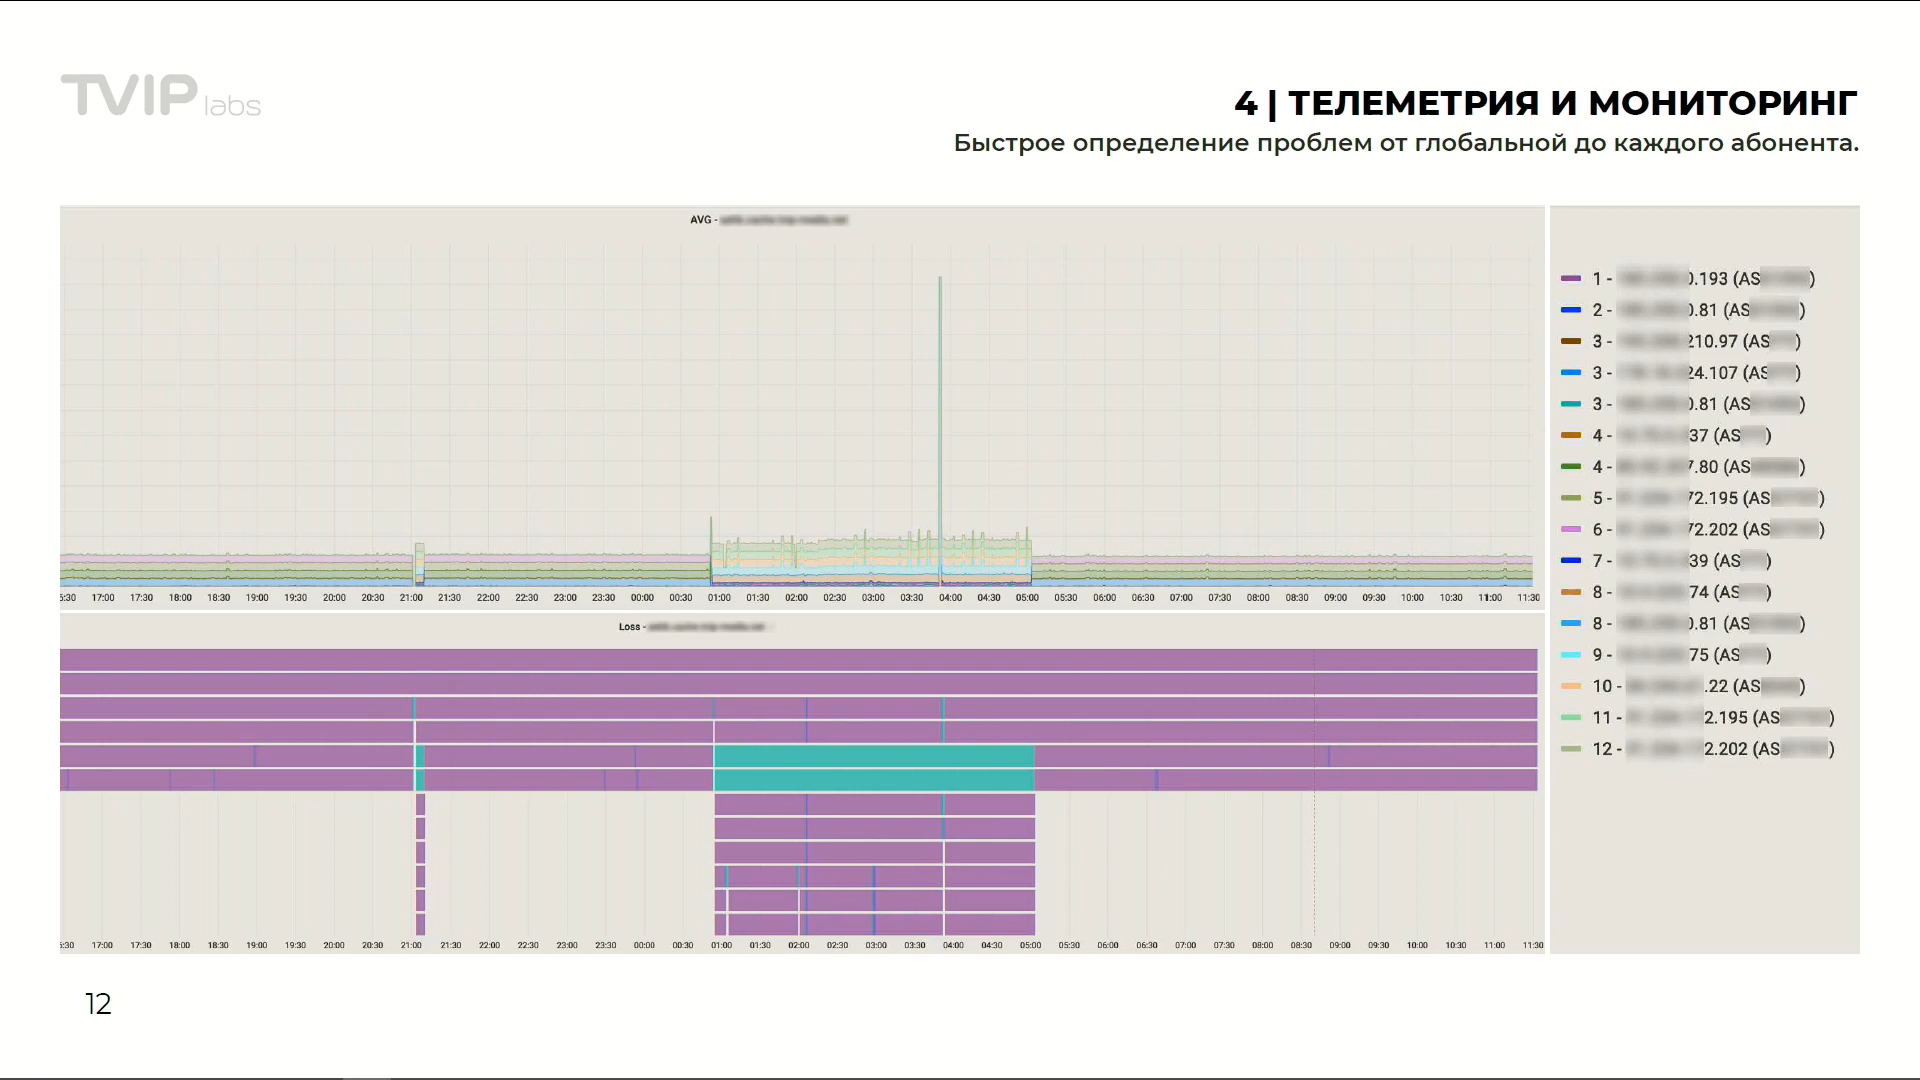 TVIP labs
4 | ТЕЛЕМЕТРИЯ И МОНИТОРИНГ
Быстрое определение проблем от глобальной до каждого абонента.
AVG -
6:30 17:00 17:30 18:00 18:30 19:00 19:30 20:00 20:30 21:00 21:30 22:00 22:30 23:00 23:30 00:00 00:30 01:00 01:30 02:00 02:30 03:00 03:30 04:00 04:30 05:00 05:30 06:00 06:30 07:00 07:30 08:00 08:30 09:00 09:30 10:00 10:30 11:00 11:30
Loss -
:30 17:00 17:30 18:00 18:30 19:00 19:30 20:00 20:30 21:00 21:30 22:00 22:30 23:00 23:30 00:00 00:30 01:00 01:30 02:00 02:30 03:00 03:30 04:00 04:30 05:00 05:30 06:00 06:30 07:00 07:30 08:00 08:30 09:00 09:30 10:00 10:30 11:00 11:30
1 - 0.193 (AS )
2 - 0.81 (AS )
3 - 210.97 (AS )
3 - 24.107 (AS )
3 - 0.81 (AS )
4 - 37 (AS )
4 - 7.80 (AS )
5 - 72.195 (AS )
6 - 72.202 (AS )
7 - 39 (AS )
8 - 74 (AS )
8 - 0.81 (AS )
9 - 75 (AS )
10 - .22 (AS )
11 - 2.195 (AS )
12 - 2.202 (AS )
12